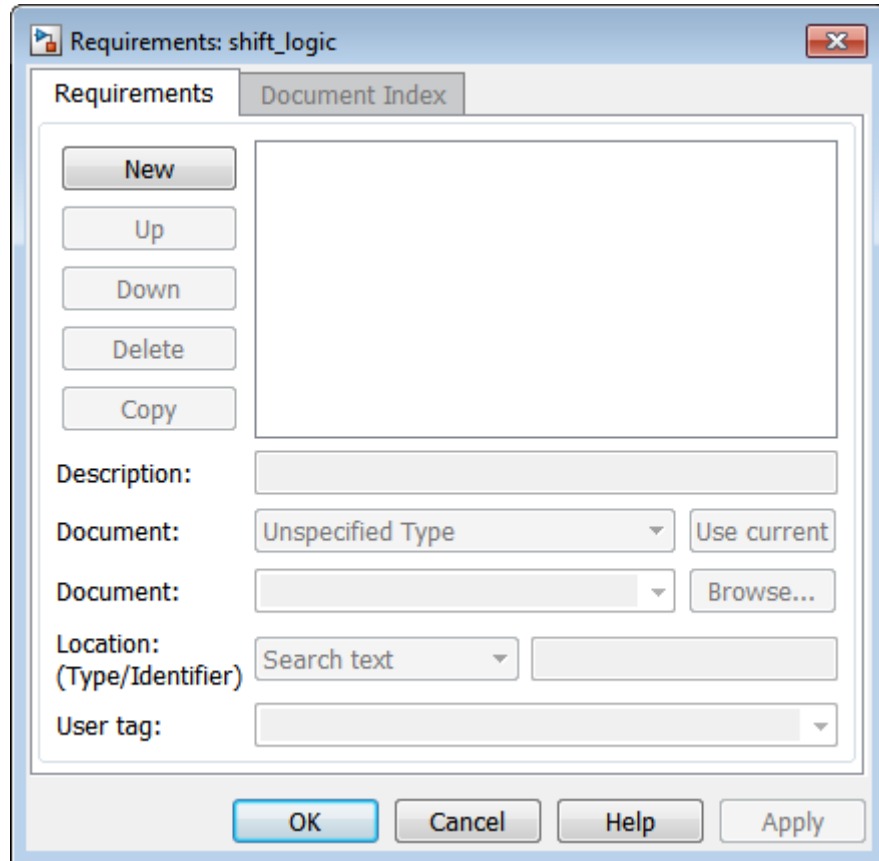 Requirements: shift_logic
Requirements
Document Index
New
Up
Down
Delete
Copy
Description:
Document:
Unspecified Type
Use current
Document:
Browse...
Location:
(Type/Identifier)
Search text
User tag:
OK
Cancel
Help
Apply